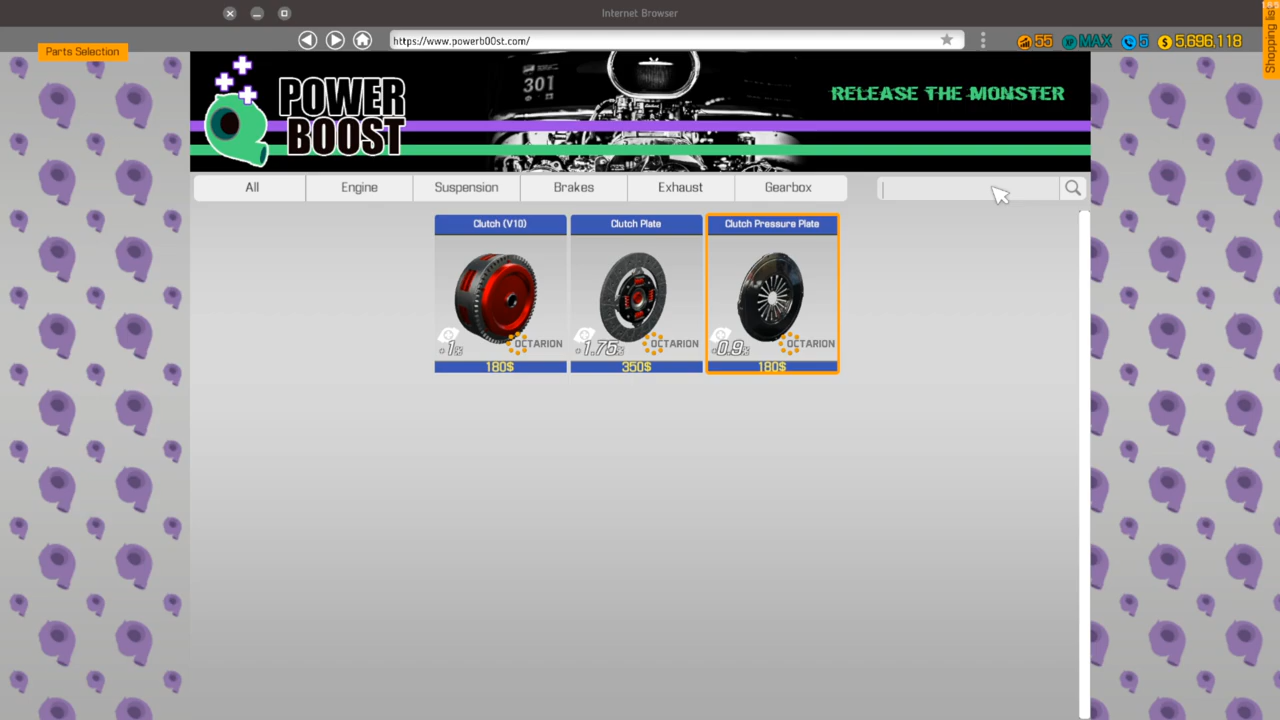 Internet Browser
https://www.powerb00st.com/
55 MAX 5 $ 5,696,118
Shopping list
Parts Selection
POWER
BOOST
301
RELEASE THE MONSTER
All Engine Suspension Brakes Exhaust Gearbox
Clutch (V10) Clutch Plate Clutch Pressure Plate
+1% OCTARION +1.75% OCTARION +0.9% OCTARION
180$ 350$ 180$